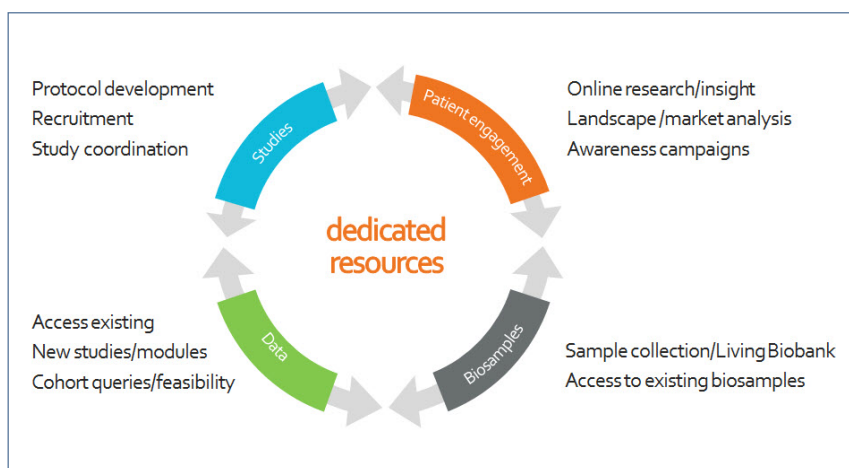 Protocol development
Recruitment
Study coordination
Studies
Patient engagement
Online research/insight
Landscape/market analysis
Awareness campaigns
dedicated
resources
Access existing
New studies/modules
Cohort queries/feasibility
Data
Biosamples
Sample collection/Living Biobank
Access to existing biosamples